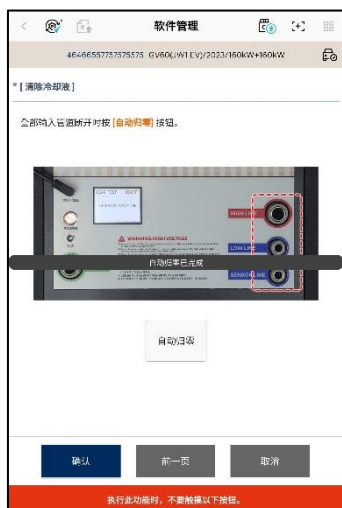 软件管理
46466557757575575 GV60(JW1 EV)/2023/160kW+160kW
* [ 清除冷却液 ]
全部输入管道断开时按 [自动归零] 按钮。
LEAK TEST
POWER
HIGH LINE
WARNING HIGH VOLTAGE
LOW LINE
自动归零已完成
SENSOR LINE
自动归零
确认
前一页
取消
执行此功能时，不要触摸以下按钮。